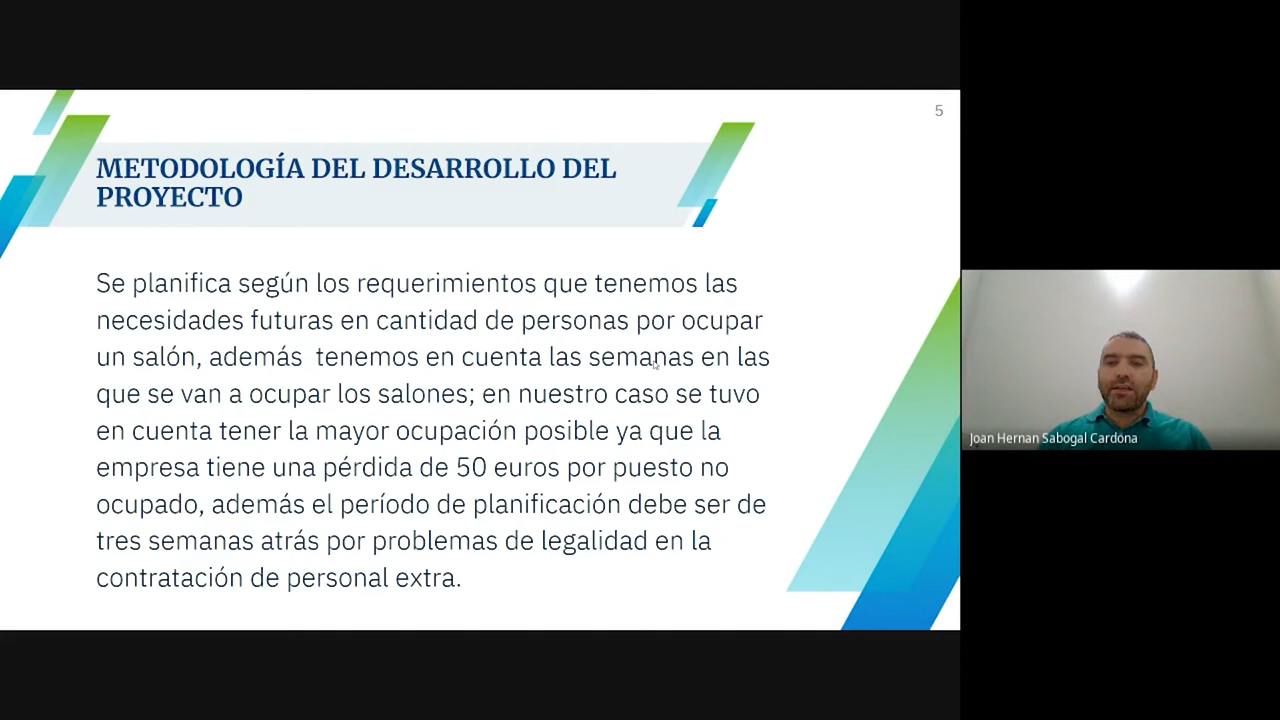 5
METODOLOGÍA DEL DESARROLLO DEL
PROYECTO
Se planifica según los requerimientos que tenemos las
necesidades futuras en cantidad de personas por ocupar
un salón, además  tenemos en cuenta las semanas en las
que se van a ocupar los salones; en nuestro caso se tuvo
en cuenta tener la mayor ocupación posible ya que la
empresa tiene una pérdida de 50 euros por puesto no
ocupado, además el período de planificación debe ser de
tres semanas atrás por problemas de legalidad en la
contratación de personal extra.
Joan Hernan Sabogal Cardona